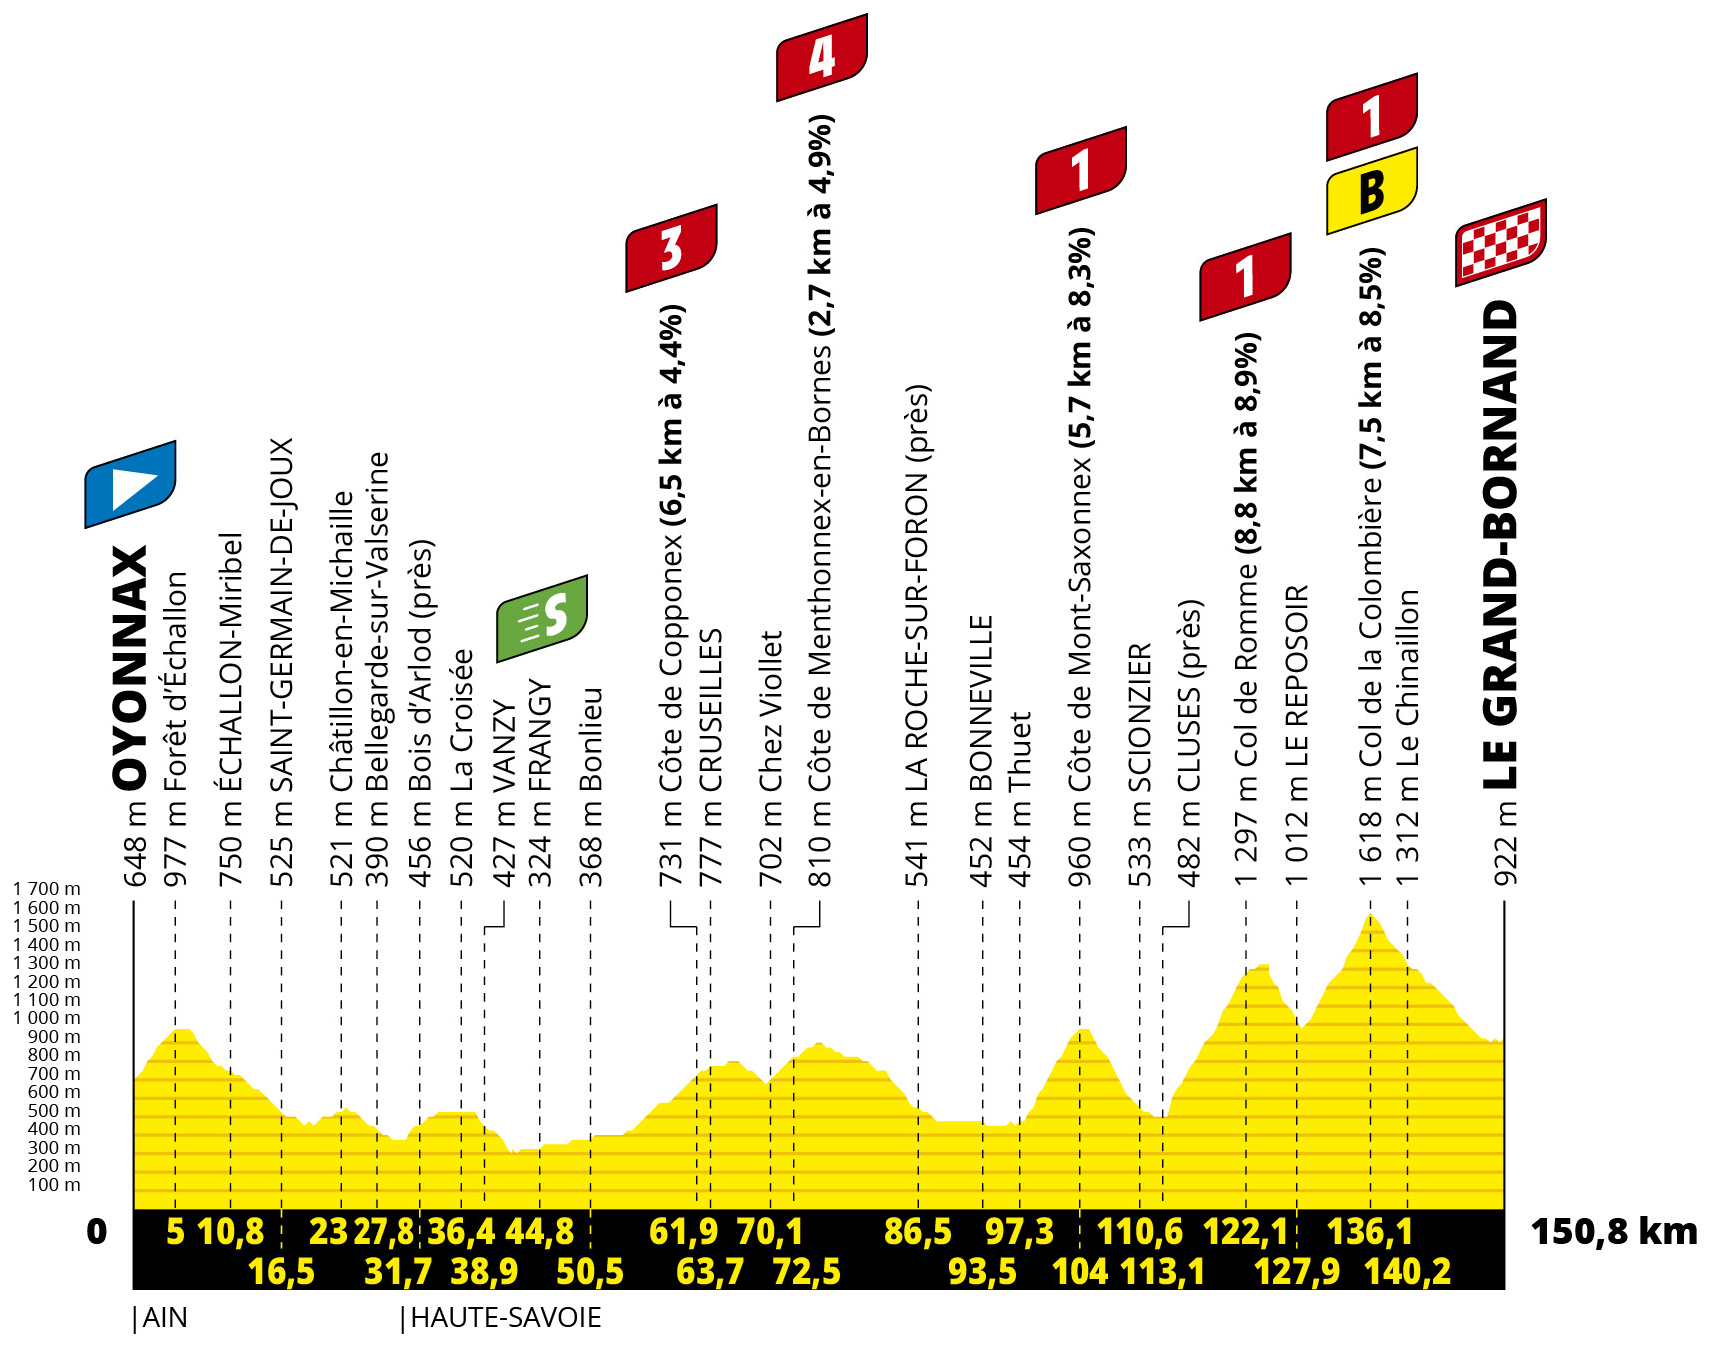 4
1
1
B
3
1
S
648 m OYONNAX
977 m Forêt d’Échallon
750 m ÉCHALLON-Miribel
525 m SAINT-GERMAIN-DE-JOUX
521 m Châtillon-en-Michaille
390 m Bellegarde-sur-Valserine
456 m Bois d’Arlod (près)
520 m La Croisée
427 m VANZY
324 m FRANGY
368 m Bonlieu
731 m Côte de Copponex (6,5 km à 4,4%)
777 m CRUSEILLES
702 m Chez Viollet
810 m Côte de Menthonnex-en-Bornes (2,7 km à 4,9%)
541 m LA ROCHE-SUR-FORON (près)
452 m BONNEVILLE
454 m Thuet
960 m Côte de Mont-Saxonnex (5,7 km à 8,3%)
533 m SCIONZIER
482 m CLUSES (près)
1 297 m Col de Romme (8,8 km à 8,9%)
1 012 m LE REPOSOIR
1 618 m Col de la Colombière (7,5 km à 8,5%)
1 312 m Le Chinaillon
922 m LE GRAND-BORNAND
1 700 m
1 600 m
1 500 m
1 400 m
1 300 m
1 200 m
1 100 m
1 000 m
900 m
800 m
700 m
600 m
500 m
400 m
300 m
200 m
100 m
0 5 10,8 23 27,8 36,4 44,8 61,9 70,1 86,5 97,3 110,6 122,1 136,1 150,8 km
16,5 31,7 38,9 50,5 63,7 72,5 93,5 104 113,1 127,9 140,2
|AIN |HAUTE-SAVOIE